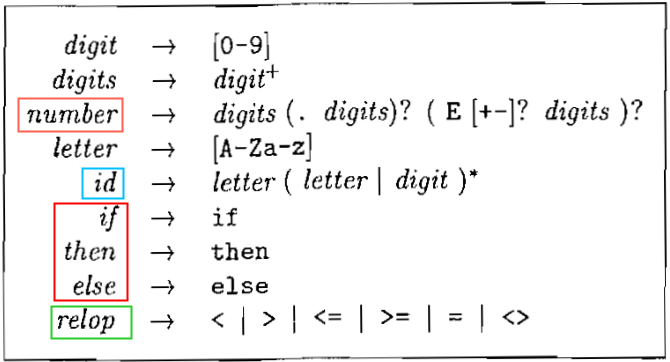 digit → [0-9]
digits → digit⁺
number → digits (. digits)? ( E [+-]? digits )?
letter → [A-Za-z]
id → letter ( letter | digit )*
if → if
then → then
else → else
relop → < | > | <= | >= | = | <>